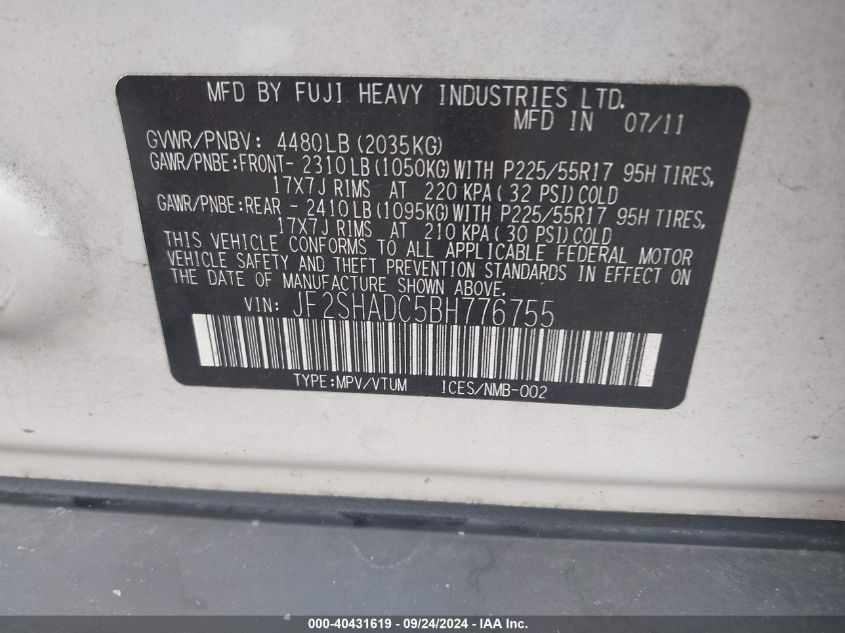 MFD BY FUJI HEAVY INDUSTRIES LTD.
MFD IN 07/11
GVWR/PNBV: 4480LB (2035KG)
GAWR/PNBE:FRONT- 2310LB (1050KG) WITH P225/55R17 95H TIRES,
17X7J RIMS AT 220 KPA ( 32 PSI) COLD
GAWR/PNBE:REAR - 2410LB (1095KG) WITH P225/55R17 95H TIRES,
17X7J RIMS AT 210 KPA ( 30 PSI) COLD
THIS VEHICLE CONFORMS TO ALL APPLICABLE FEDERAL MOTOR
VEHICLE SAFETY AND THEFT PREVENTION STANDARDS IN EFFECT ON
THE DATE OF MANUFACTURE SHOWN ABOVE.
VIN: JF2SHADC5BH776755
TYPE:MPV/VTUM ICES/NMB-002
000-40431619 - 09/24/2024 - www.iaai.com